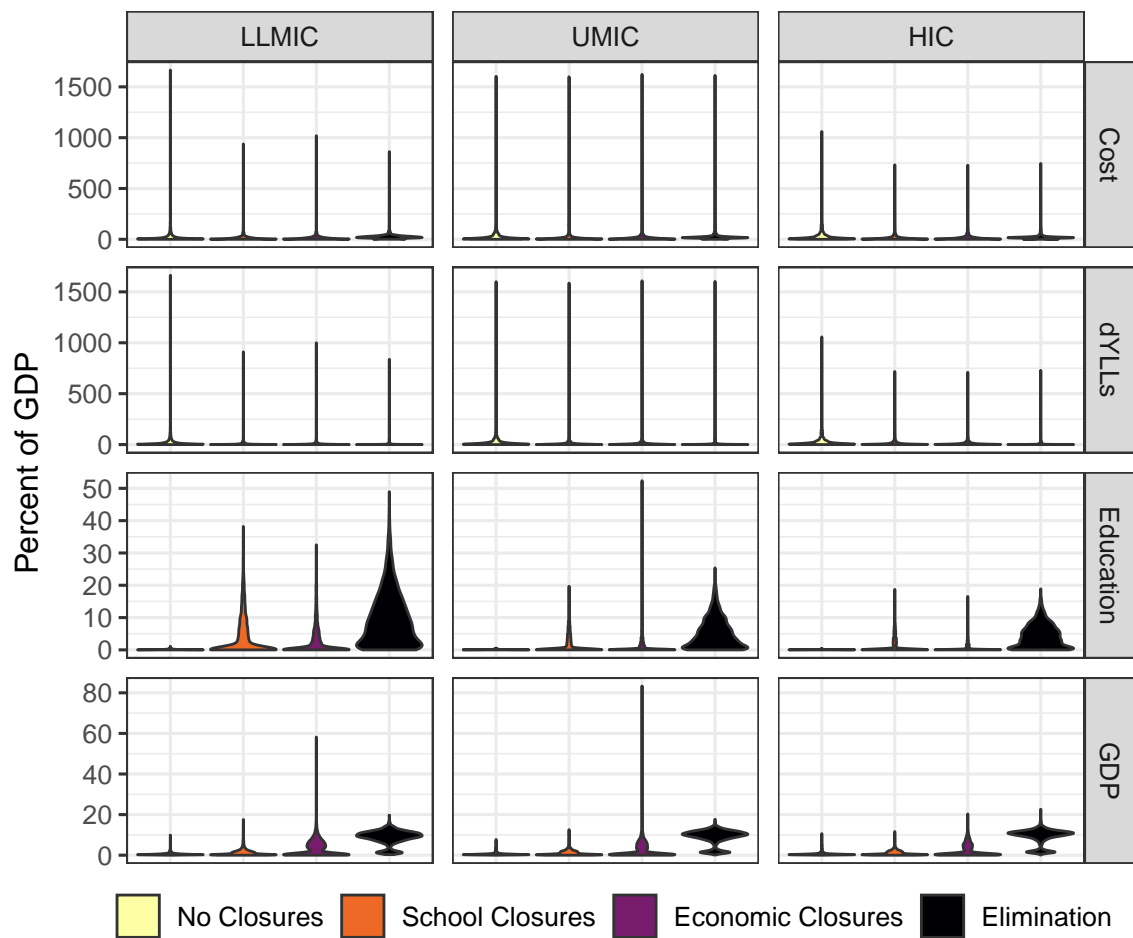 LLMIC UMIC HIC
1500
1000
500
0
Cost
1500
1000
500
0
dYLLs
50
40
30
20
10
0
Education
80
60
40
20
0
GDP
Percent of GDP
No Closures School Closures Economic Closures Elimination